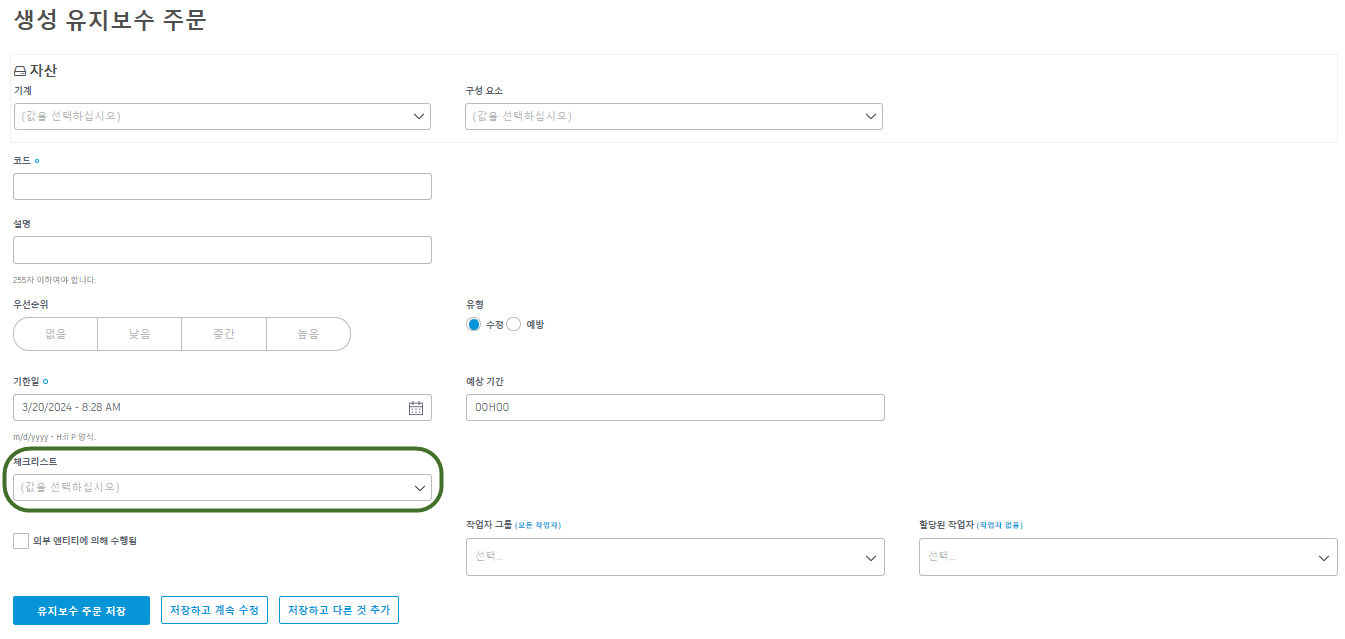 생성 유지보수 주문
자산
기계 구성 요소
(값을 선택하십시오) (값을 선택하십시오)
코드
설명
255자 이하여야 합니다.
우선순위 유형
없음 낮음 중간 높음 수정 예방
기한일 예상 기간
3/20/2024 - 8:28 AM 00H00
m/d/yyyy - H:ii P 양식.
체크리스트
(값을 선택하십시오)
작업자 그룹 (모든 작업자) 할당된 작업자 (작업자 없음)
외부 엔티티에 의해 수행됨
선택... 선택...
유지보수 주문 저장 저장하고 계속 수정 저장하고 다른 것 추가